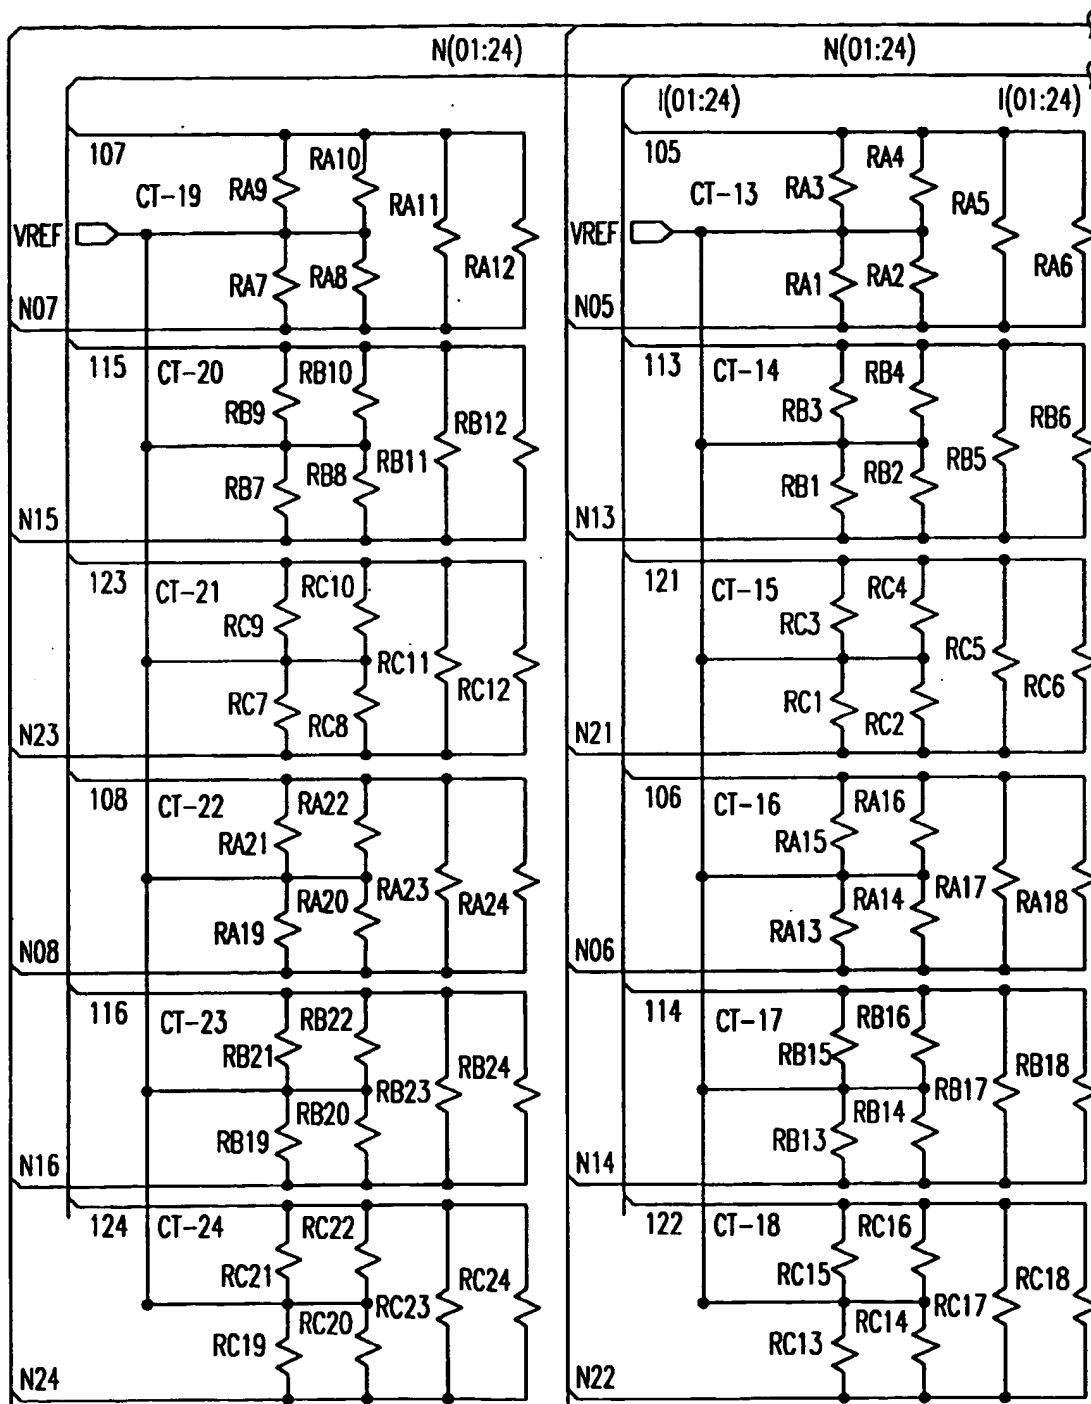 N(01:24)
N(01:24)
I(01:24)
I(01:24)
107
CT-19
RA9
RA10
RA11
RA12
VREF
RA7
RA8
N07
115
CT-20
RB9
RB10
RB11
RB12
RB7
RB8
N15
123
CT-21
RC9
RC10
RC11
RC12
RC7
RC8
N23
108
CT-22
RA21
RA22
RA23
RA24
RA19
RA20
N08
116
CT-23
RB21
RB22
RB23
RB24
RB19
RB20
N16
124
CT-24
RC21
RC22
RC23
RC24
RC19
RC20
N24
105
CT-13
RA3
RA4
RA5
RA6
VREF
RA1
RA2
N05
113
CT-14
RB3
RB4
RB5
RB6
RB1
RB2
N13
121
CT-15
RC3
RC4
RC5
RC6
RC1
RC2
N21
106
CT-16
RA15
RA16
RA17
RA18
RA13
RA14
N06
114
CT-17
RB15
RB16
RB17
RB18
RB13
RB14
N14
122
CT-18
RC15
RC16
RC17
RC18
RC13
RC14
N22